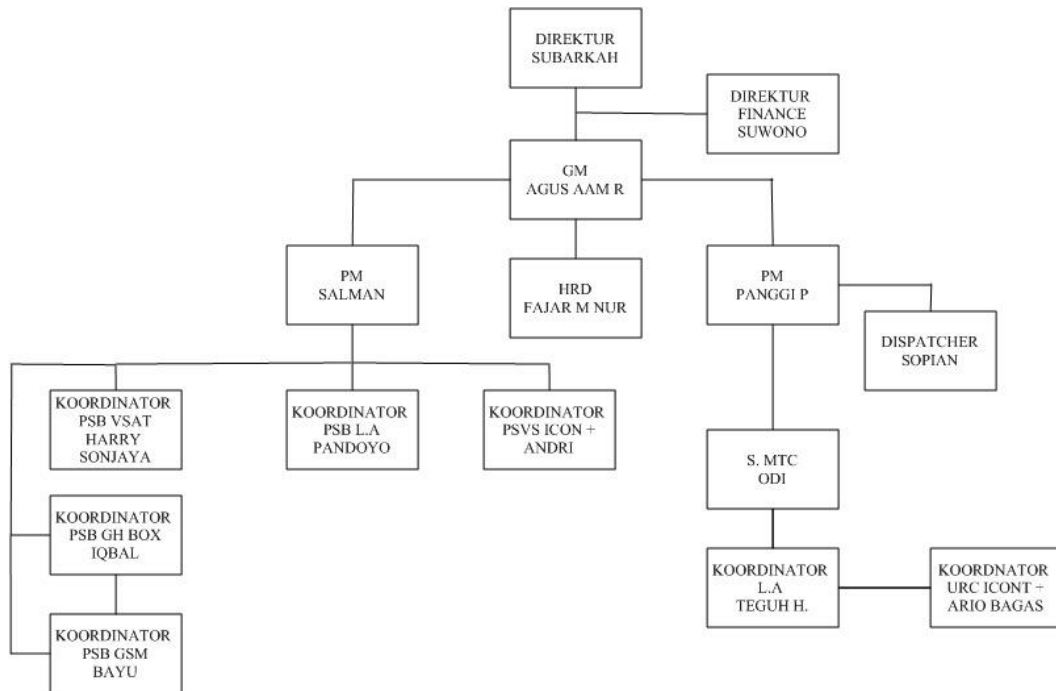 DIREKTUR
SUBARKAH
DIREKTUR
FINANCE
SUWONO
GM
AGUS AAM R
PM
SALMAN
HRD
FAJAR M NUR
PM
PANGGI P
DISPATCHER
SOPIAN
KOORDINATOR
PSB VSAT
HARRY
SONJAYA
KOORDINATOR
PSB L.A
PANDOYO
KOORDINATOR
PSVS ICON +
ANDRI
S. MTC
ODI
KOORDINATOR
PSB GH BOX
IQBAL
KOORDINATOR
L.A
TEGUH H.
KOORDNATOR
URC ICONT +
ARIO BAGAS
KOORDINATOR
PSB GSM
BAYU